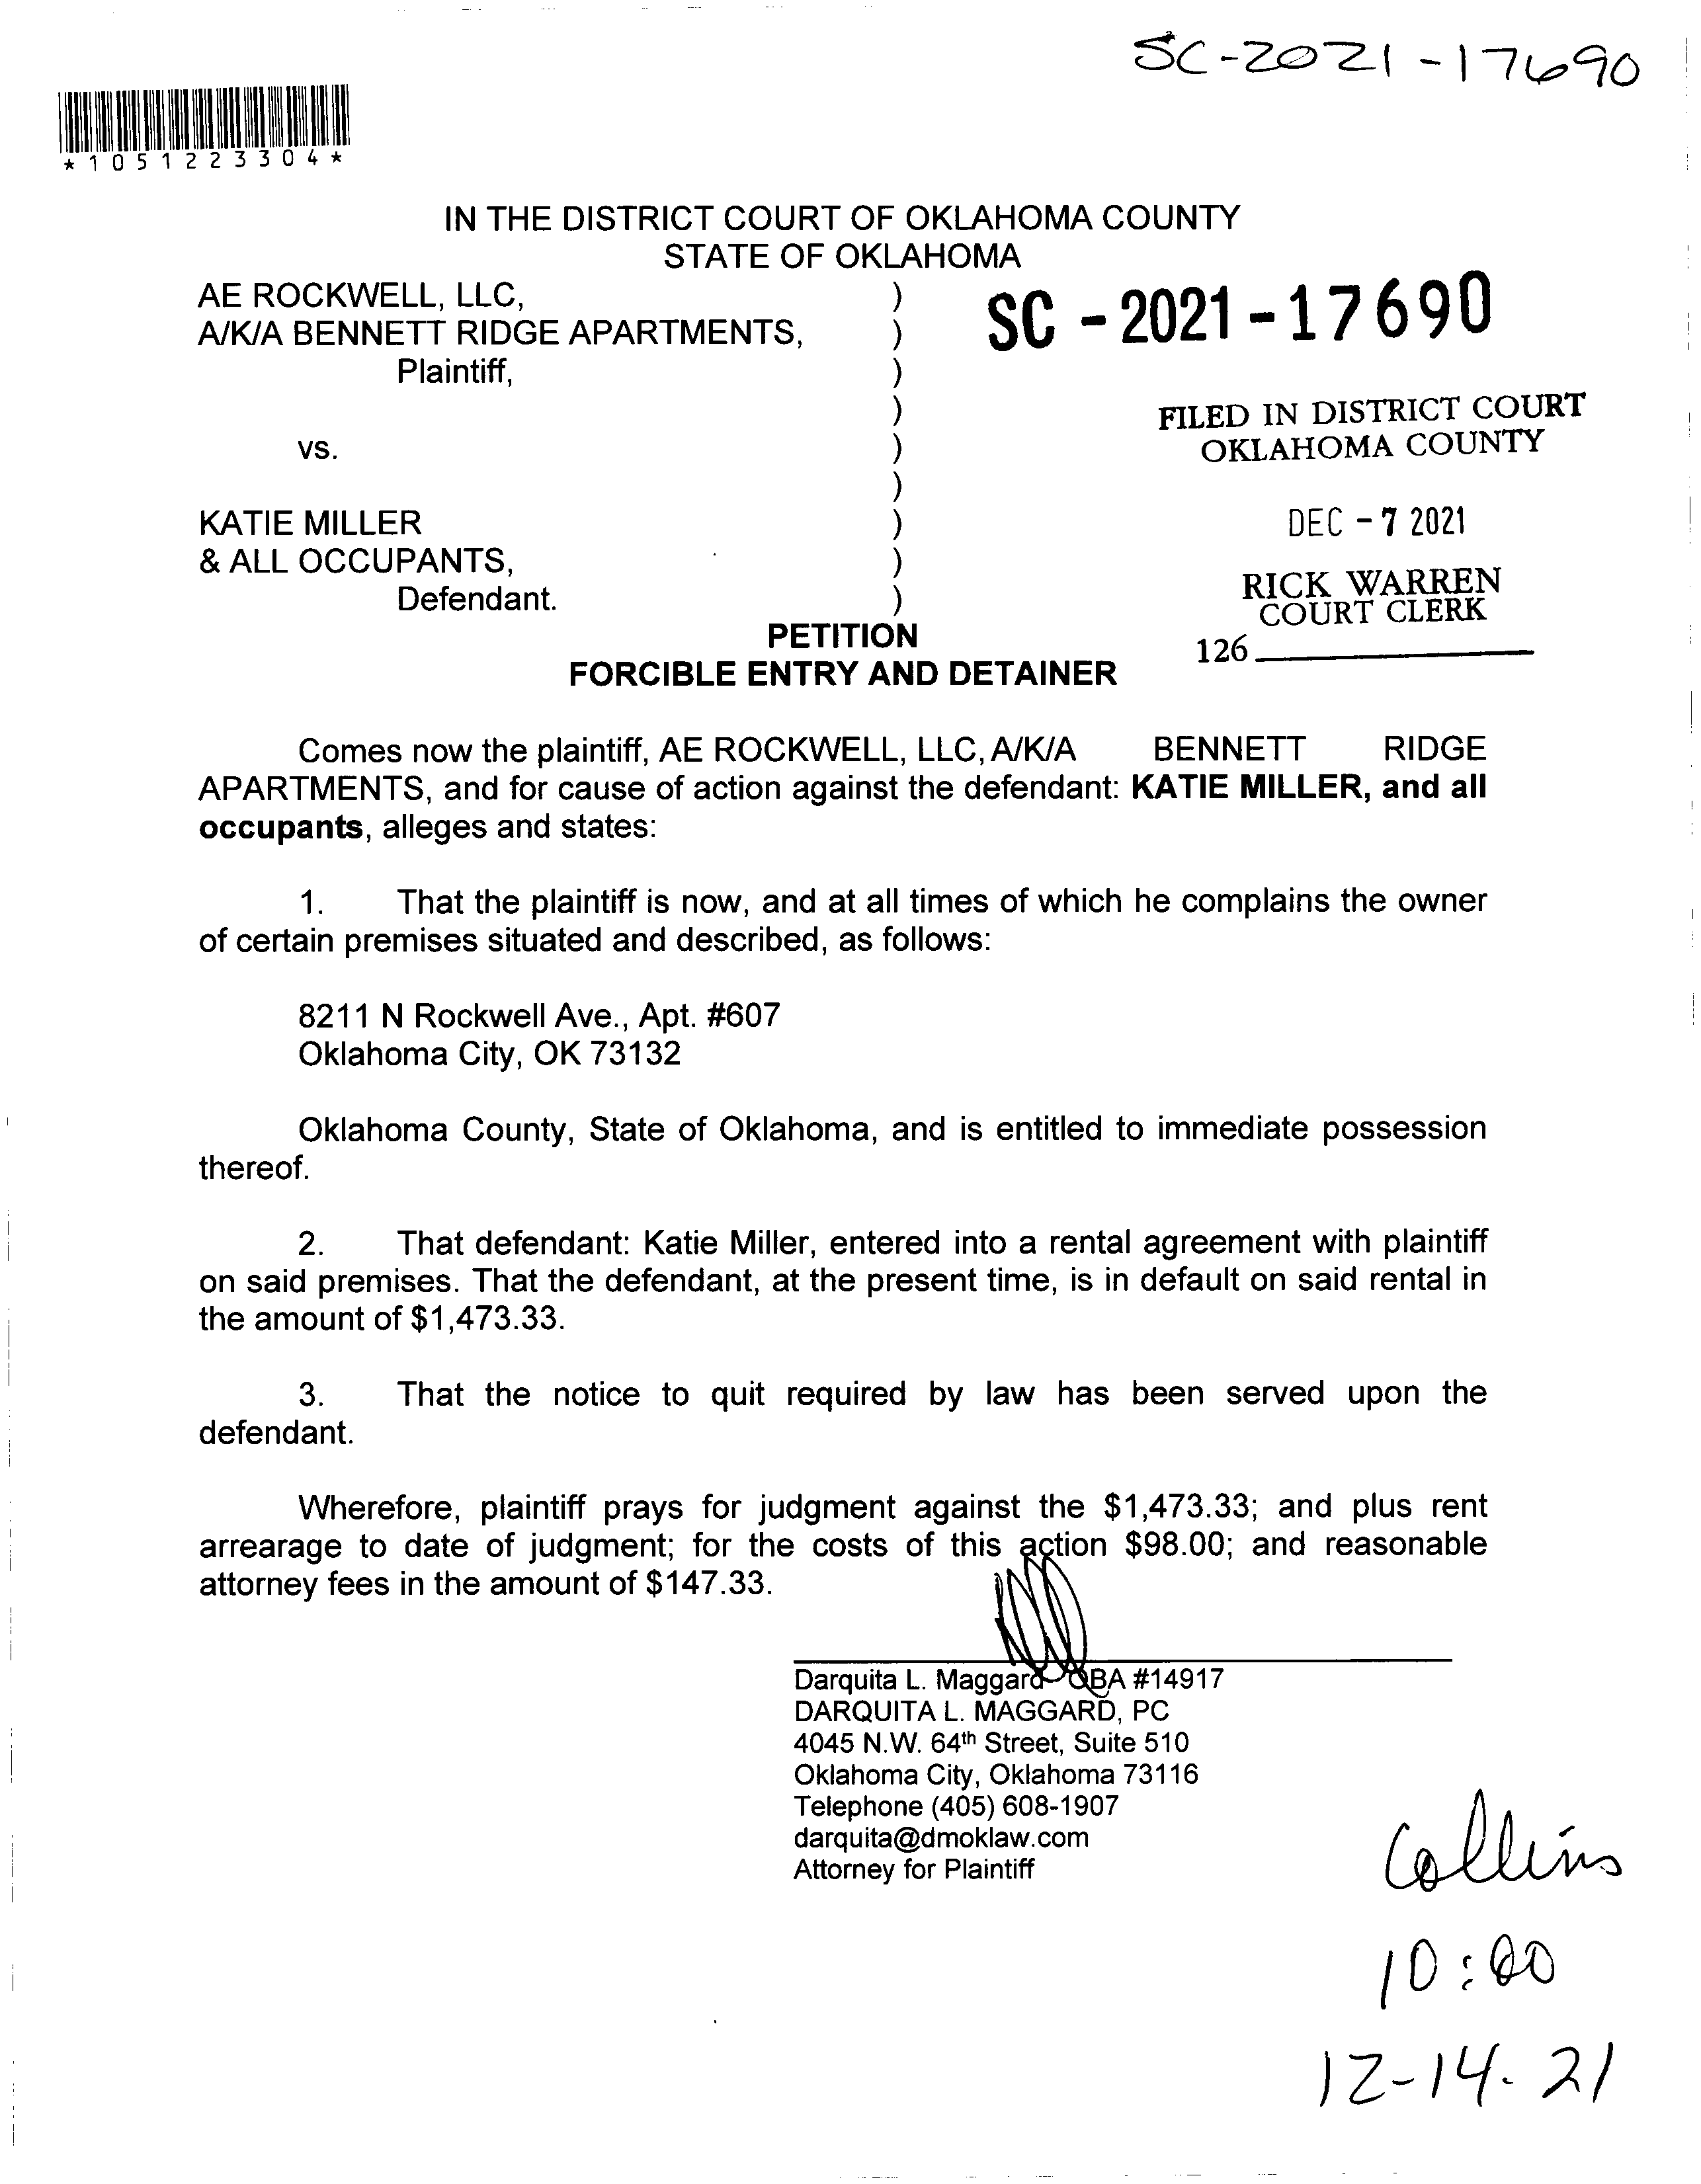 SC-2021-17690
*1051223304*
IN THE DISTRICT COURT OF OKLAHOMA COUNTY
STATE OF OKLAHOMA
AE ROCKWELL, LLC, )
A/K/A BENNETT RIDGE APARTMENTS, )
Plaintiff, )
)
vs. )
)
KATIE MILLER )
& ALL OCCUPANTS, )
Defendant. )
SC - 2021 - 17690
FILED IN DISTRICT COURT
OKLAHOMA COUNTY
DEC - 7 2021
RICK WARREN
COURT CLERK
126
PETITION
FORCIBLE ENTRY AND DETAINER
Comes now the plaintiff, AE ROCKWELL, LLC, A/K/A BENNETT RIDGE
APARTMENTS, and for cause of action against the defendant: KATIE MILLER, and all
occupants, alleges and states:
1. That the plaintiff is now, and at all times of which he complains the owner
of certain premises situated and described, as follows:
8211 N Rockwell Ave., Apt. #607
Oklahoma City, OK 73132
Oklahoma County, State of Oklahoma, and is entitled to immediate possession
thereof.
2. That defendant: Katie Miller, entered into a rental agreement with plaintiff
on said premises. That the defendant, at the present time, is in default on said rental in
the amount of $1,473.33.
3. That the notice to quit required by law has been served upon the
defendant.
Wherefore, plaintiff prays for judgment against the $1,473.33; and plus rent
arrearage to date of judgment; for the costs of this action $98.00; and reasonable
attorney fees in the amount of $147.33.
Darquita L. Maggard OBA #14917
DARQUITA L. MAGGARD, PC
4045 N.W. 64th Street, Suite 510
Oklahoma City, Oklahoma 73116
Telephone (405) 608-1907
darquita@dmoklaw.com
Attorney for Plaintiff
Collins
10:00
12-14-21